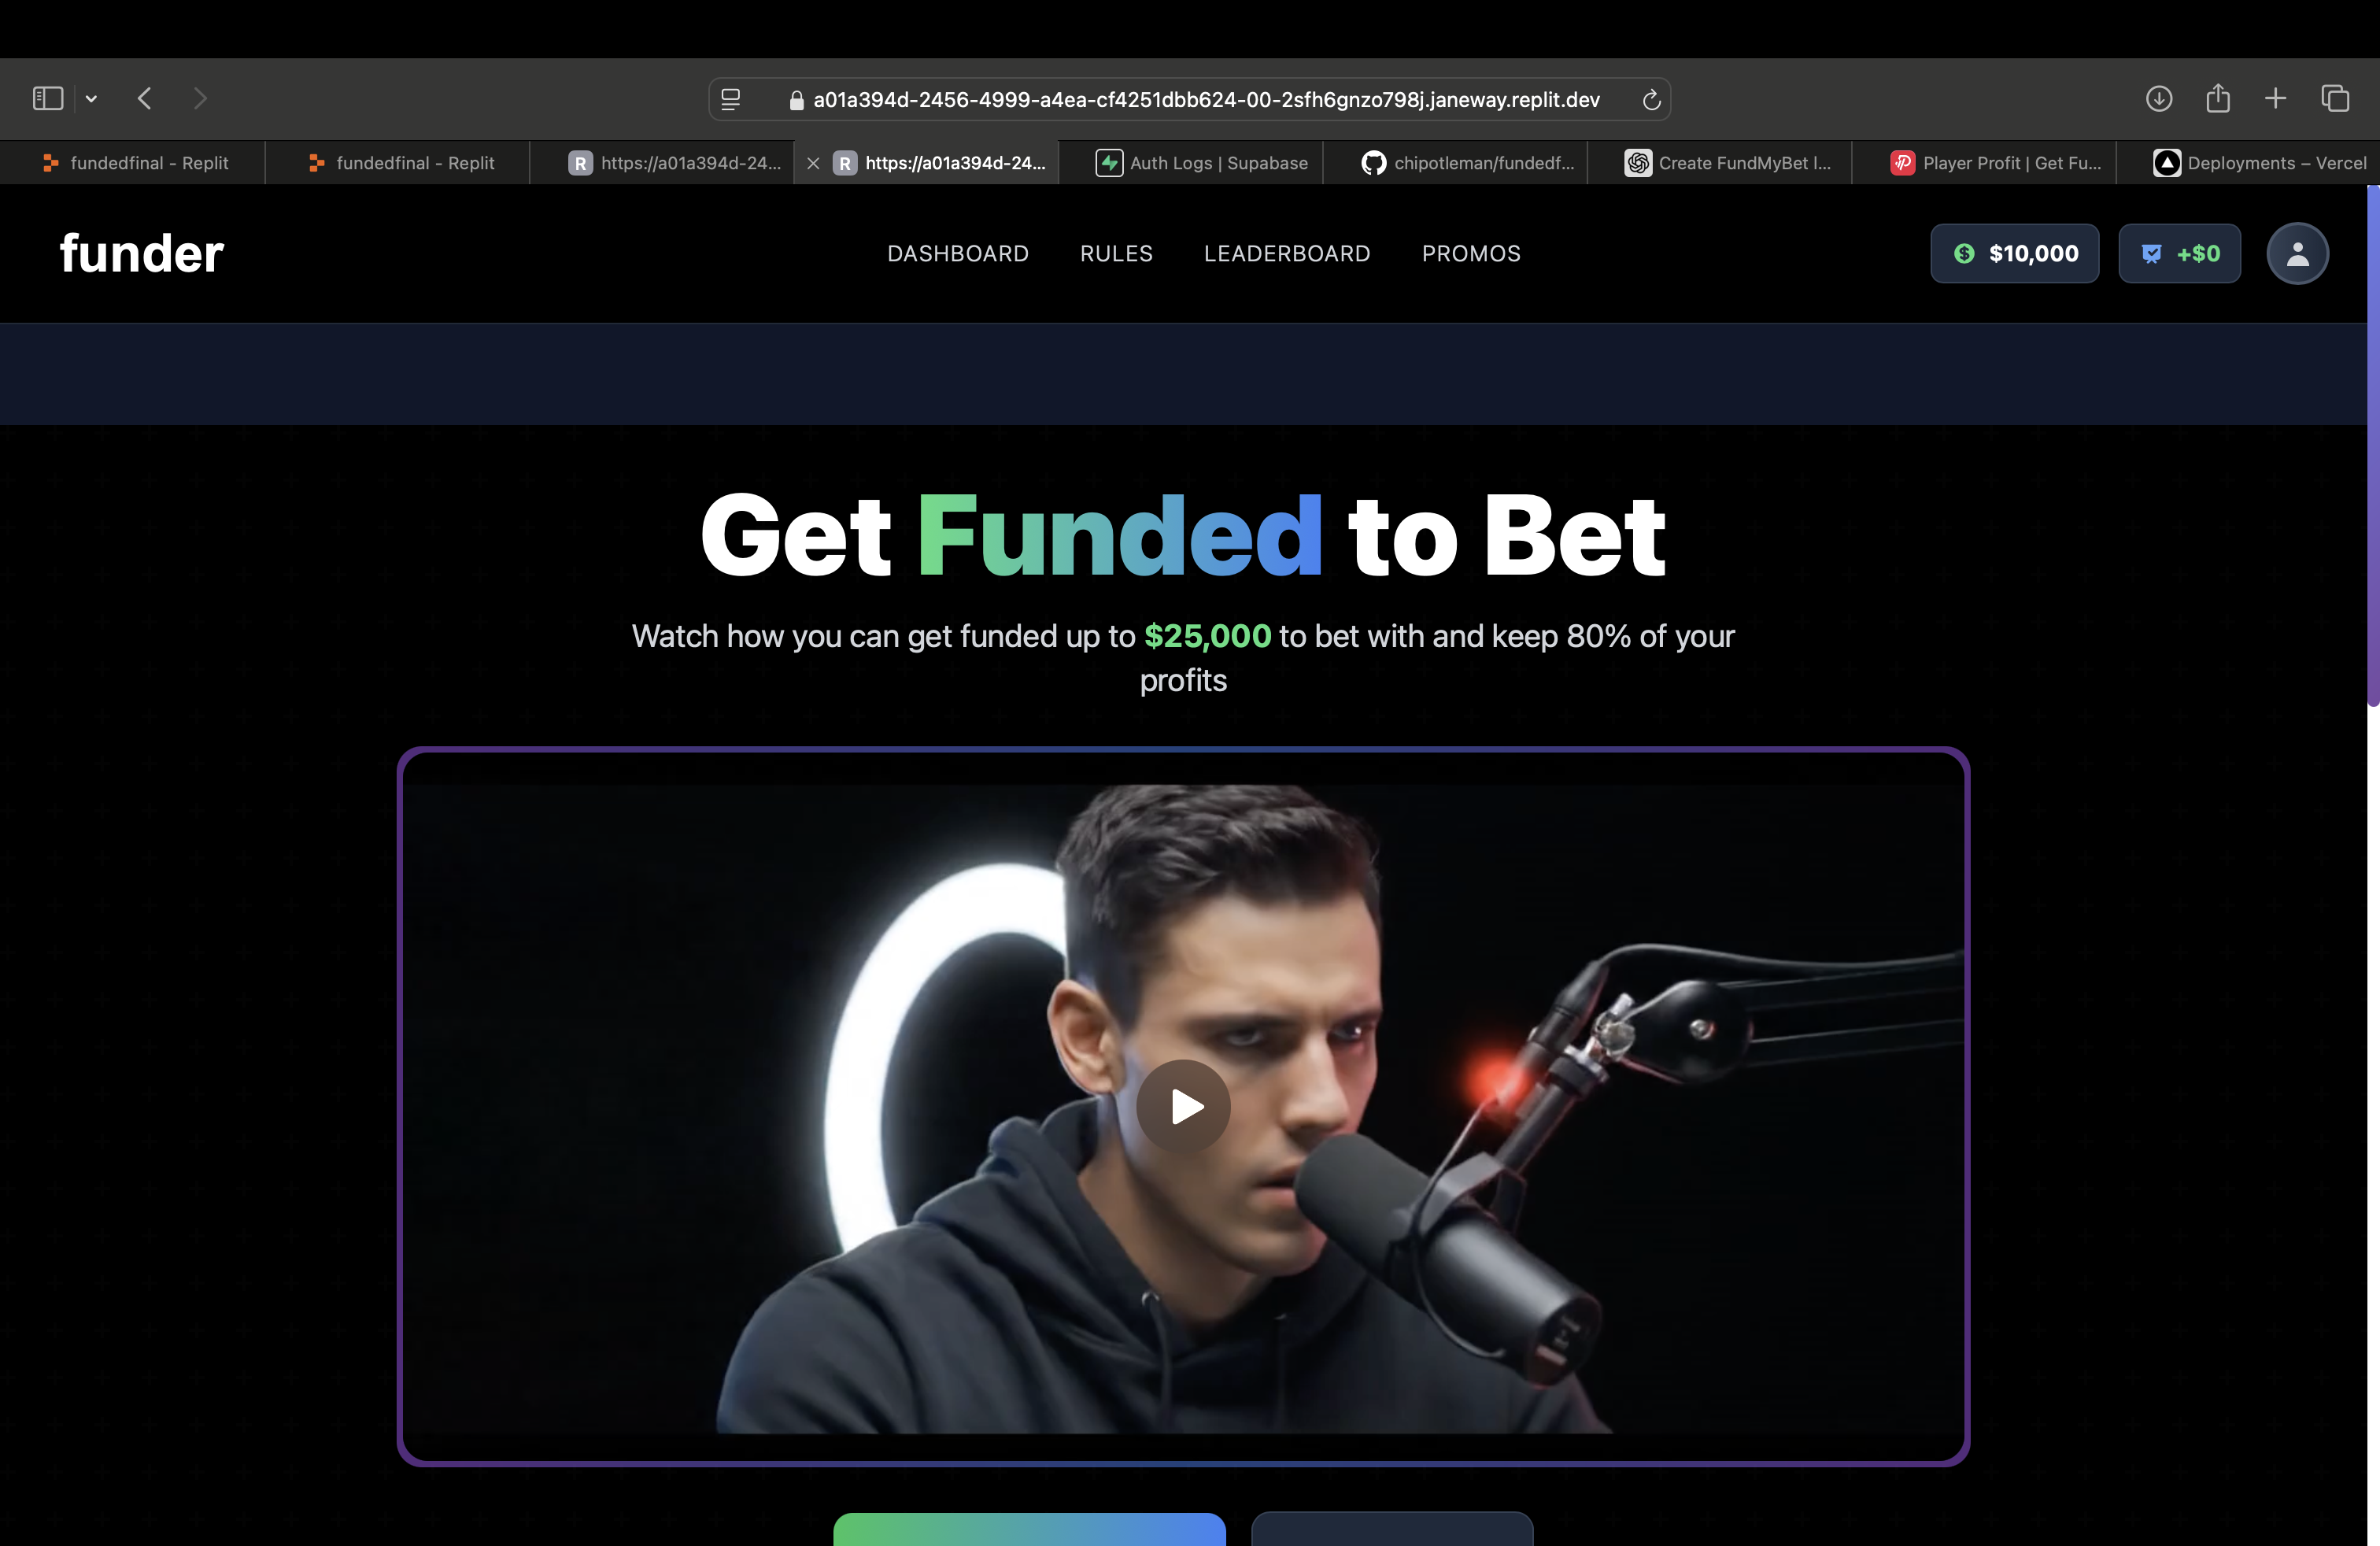 a01a394d-2456-4999-a4ea-cf4251dbb624-00-2sfh6gnzo798j.janeway.replit.dev
fundedfinal - Replit
fundedfinal - Replit
R https://a01a394d-24...
R https://a01a394d-24...
Auth Logs | Supabase
chipotleman/fundedf...
Create FundMyBet l...
Player Profit | Get Fu...
Deployments – Vercel
funder
DASHBOARD
RULES
LEADERBOARD
PROMOS
$10,000
+$0
Get Funded to Bet
Watch how you can get funded up to $25,000 to bet with and keep 80% of your
profits